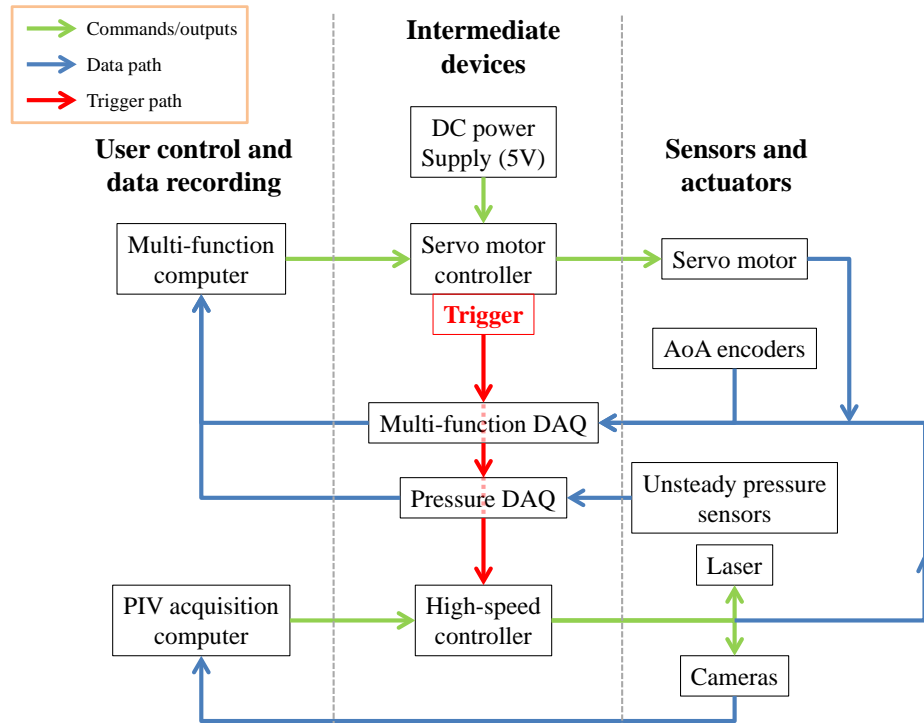 Commands/outputs
Data path
Trigger path
Intermediate
devices
User control and
data recording
Sensors and
actuators
DC power
Supply (5V)
Multi-function
computer
Servo motor
controller
Servo motor
Trigger
AoA encoders
Multi-function DAQ
Pressure DAQ
Unsteady pressure
sensors
Laser
PIV acquisition
computer
High-speed
controller
Cameras